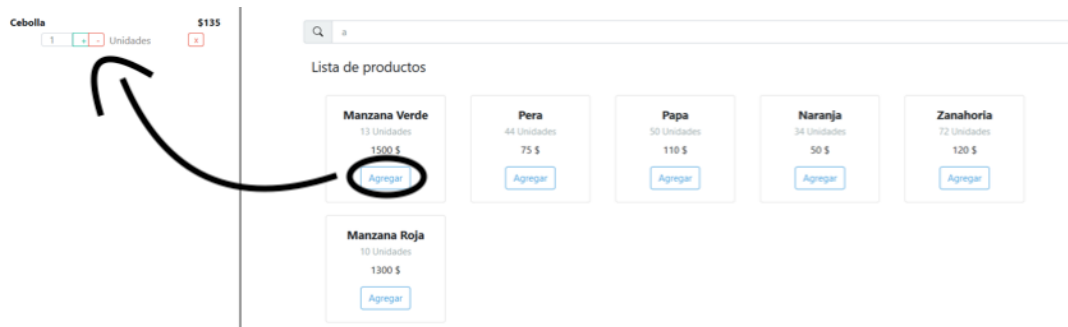 Cebolla $135
1 + - Unidades x
a
Lista de productos
Manzana Verde
13 Unidades
1500 $
Agregar
Pera
44 Unidades
75 $
Agregar
Papa
50 Unidades
110 $
Agregar
Naranja
34 Unidades
50 $
Agregar
Zanahoria
72 Unidades
120 $
Agregar
Manzana Roja
10 Unidades
1300 $
Agregar